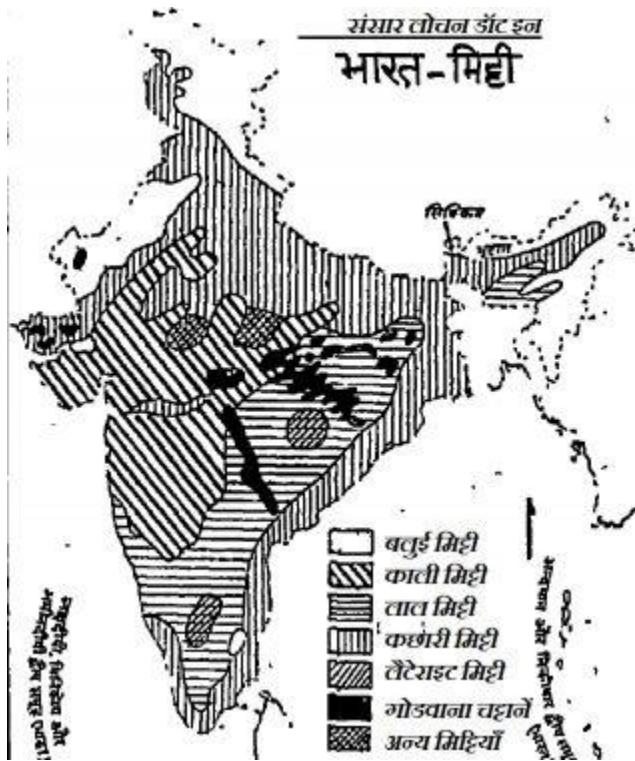 संसार लोचन डॉट इन
भारत-मिट्टी
सिक्किम
भूटान
बलुई मिट्टी
काली मिट्टी
लाल मिट्टी
कछारी मिट्टी
लैटेराइट मिट्टी
गोडवाना चट्टानें
अन्य मिट्टियाँ